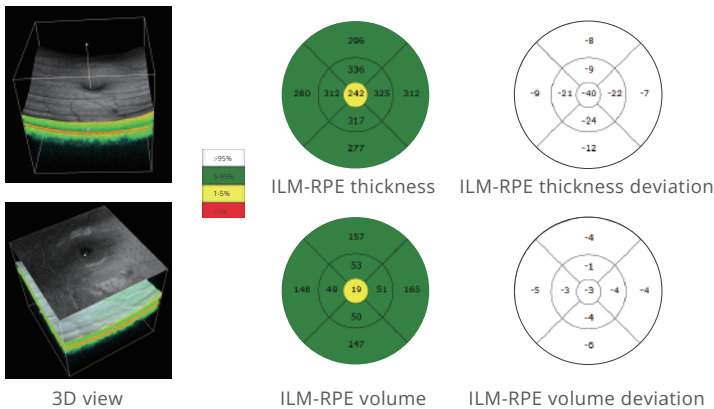 296
336
280 312 242 325 312
317
277
ILM-RPE thickness
-8
-9
-9 -21 -40 -22 -7
-24
-12
ILM-RPE thickness deviation
>95%
5-95%
1-5%
<1%
157
53
148 49 19 51 165
50
147
ILM-RPE volume
-4
-1
-5 -3 -3 -4 -4
-4
-6
ILM-RPE volume deviation
3D view